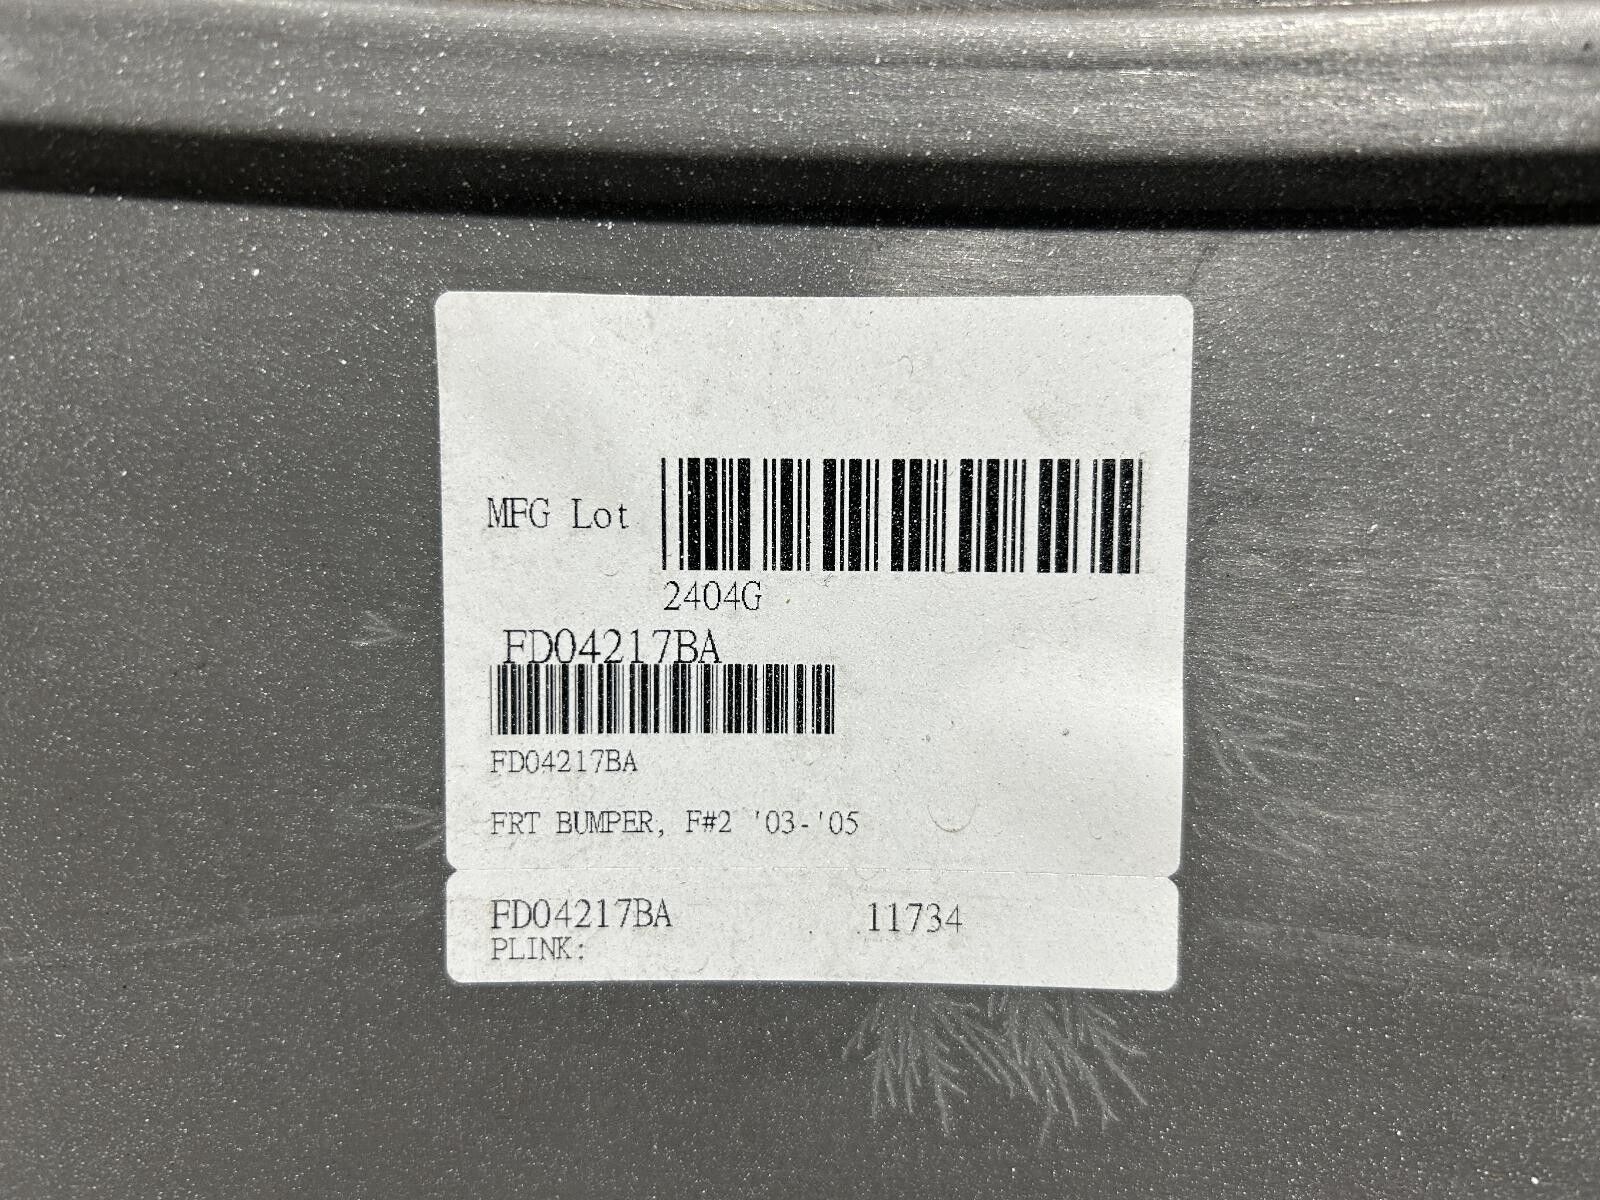 MFG Lot
2404G
FD04217BA
FD04217BA
FRT BUMPER, F#2 '03-'05
FD04217BA 11734
PLINK: